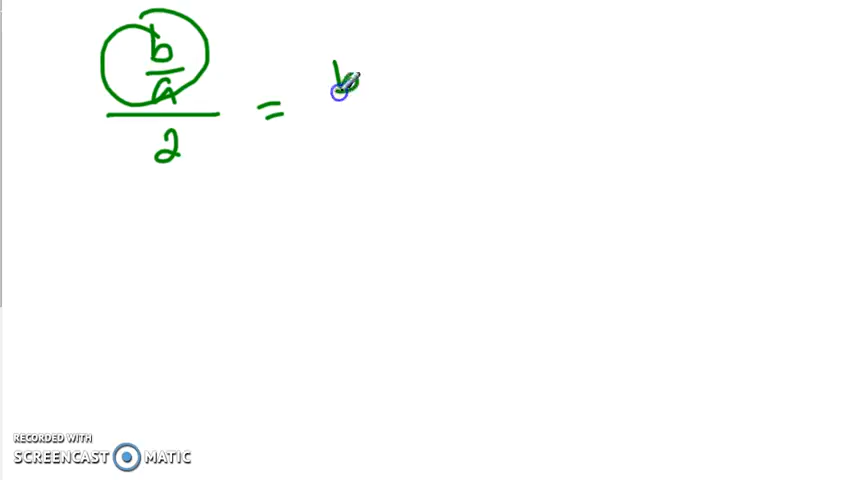 b
a
2
=
b
RECORDED WITH
SCREENCAST MATIC